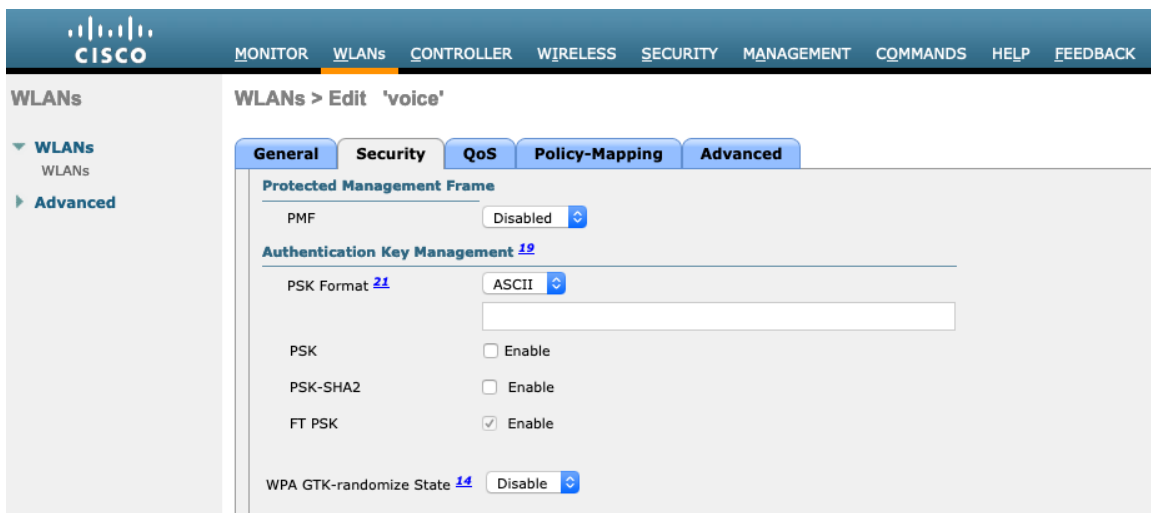 CISCO
MONITOR WLANs CONTROLLER WIRELESS SECURITY MANAGEMENT COMMANDS HELP FEEDBACK
WLANs
WLANs > Edit 'voice'
WLANs
WLANs
Advanced
General Security QoS Policy-Mapping Advanced
Protected Management Frame
PMF Disabled
Authentication Key Management 19
PSK Format 21 ASCII
PSK Enable
PSK-SHA2 Enable
FT PSK Enable
WPA GTK-randomize State 14 Disable